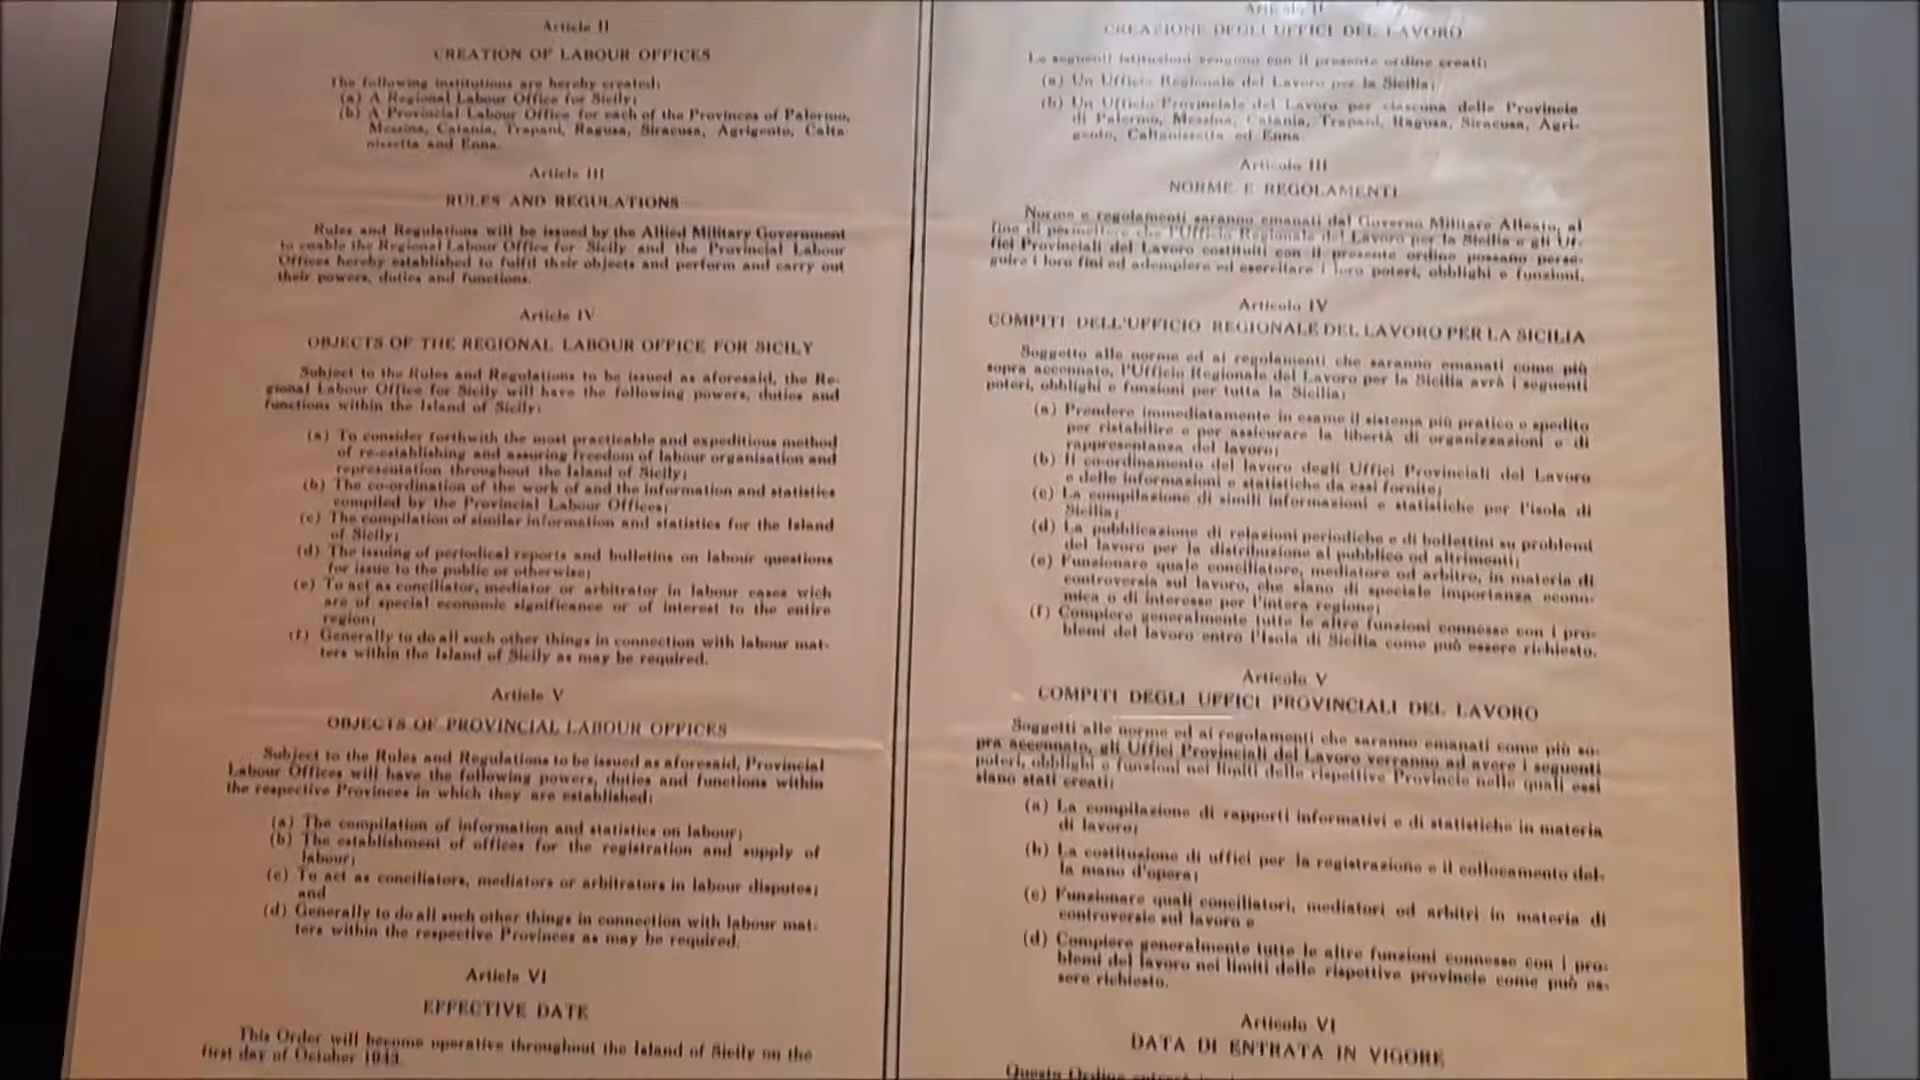 Article II
CREATION OF LABOUR OFFICES
The following institutions are hereby created:
(a) A Regional Labour Office for Sicily;
(b) A Provincial Labour Office for each of the Provinces of Palermo,
Messina, Catania, Trapani, Ragusa, Siracusa, Agrigento, Calta-
nissetta and Enna.
Article III
RULES AND REGULATIONS
Rules and Regulations will be issued by the Allied Military Government
to enable the Regional Labour Office for Sicily and the Provincial Labour
Offices hereby established to fulfil their objects and perform and carry out
their powers, duties and functions.
Article IV
OBJECTS OF THE REGIONAL LABOUR OFFICE FOR SICILY
Subject to the Rules and Regulations to be issued as aforesaid, the Re-
gional Labour Office for Sicily will have the following powers, duties and
functions within the Island of Sicily:
(a) To consider forthwith the most practicable and expeditious method
of re-establishing and assuring freedom of labour organisation and
representation throughout the Island of Sicily;
(b) The co-ordination of the work of and the information and statistics
compiled by the Provincial Labour Offices;
(c) The compilation of similar information and statistics for the Island
of Sicily;
(d) The issuing of periodical reports and bulletins on labour questions
for issue to the public or otherwise;
(e) To act as conciliator, mediator or arbitrator in labour cases wich
are of special economic significance or of interest to the entire
region;
(f) Generally to do all such other things in connection with labour mat-
ters within the Island of Sicily as may be required.
Article V
OBJECTS OF PROVINCIAL LABOUR OFFICES
Subject to the Rules and Regulations to be issued as aforesaid, Provincial
Labour Offices will have the following powers, duties and functions within
the respective Provinces in which they are established:
(a) The compilation of information and statistics on labour;
(b) The establishment of offices for the registration and supply of
labour;
(c) To act as conciliators, mediators or arbitrators in labour disputes;
and
(d) Generally to do all such other things in connection with labour mat-
ters within the respective Provinces as may be required.
Article VI
EFFECTIVE DATE
This Order will become operative throughout the Island of Sicily on the
first day of October 1943.
Articolo II
CREAZIONE DEGLI UFFICI DEL LAVORO
Le seguenti istituzioni vengono con il presente ordine creati:
(a) Un Ufficio Regionale del Lavoro per la Sicilia;
(b) Un Ufficio Provinciale del Lavoro per ciascuna delle Provincie
di Palermo, Messina, Catania, Trapani, Ragusa, Siracusa, Agri-
gento, Caltanissetta ed Enna.
Articolo III
NORME E REGOLAMENTI
Norme e regolamenti saranno emanati dal Governo Militare Alleato, al
fine di permettere che l'Ufficio Regionale del Lavoro per la Sicilia e gli Uf-
fici Provinciali del Lavoro costituiti con il presente ordine possano perse-
guire i loro fini ed adempiere ed esercitare i loro poteri, obblighi e funzioni.
Articolo IV
COMPITI DELL'UFFICIO REGIONALE DEL LAVORO PER LA SICILIA
Soggetto alle norme ed ai regolamenti che saranno emanati come più
sopra accennato, l'Ufficio Regionale del Lavoro per la Sicilia avrà i seguenti
poteri, obblighi e funzioni per tutta la Sicilia:
(a) Prendere immediatamente in esame il sistema più pratico e spedito
per ristabilire e per assicurare la libertà di organizzazioni e di
rappresentanza del lavoro;
(b) Il co-ordinamento del lavoro degli Uffici Provinciali del Lavoro
e delle informazioni e statistiche da essi fornite;
(c) La compilazione di simili informazioni e statistiche per l'isola di
Sicilia;
(d) La pubblicazione di relazioni periodiche e di bollettini su problemi
del lavoro per la distribuzione al pubblico od altrimenti;
(e) Funzionare quale conciliatore, mediatore od arbitro, in materia di
controversia sul lavoro, che siano di speciale importanza econo-
mica o di interesse per l'intera regione;
(f) Compiere generalmente tutte le altre funzioni connesse con i pro-
blemi del lavoro entro l'Isola di Sicilia come può essere richiesto.
Articolo V
COMPITI DEGLI UFFICI PROVINCIALI DEL LAVORO
Soggetti alle norme ed ai regolamenti che saranno emanati come più so-
pra accennato, gli Uffici Provinciali del Lavoro verranno ad avere i seguenti
poteri, obblighi e funzioni nei limiti delle rispettive Provincie nelle quali essi
siano stati creati:
(a) La compilazione di rapporti informativi e di statistiche in materia
di lavoro;
(b) La costituzione di uffici per la registrazione e il collocamento del-
la mano d'opera;
(c) Funzionare quali conciliatori, mediatori od arbitri in materia di
controversie sul lavoro e
(d) Compiere generalmente tutte le altre funzioni connesse con i pro-
blemi del lavoro nei limiti delle rispettive provincie come può es-
sere richiesto.
Articolo VI
DATA DI ENTRATA IN VIGORE
Questo Ordine